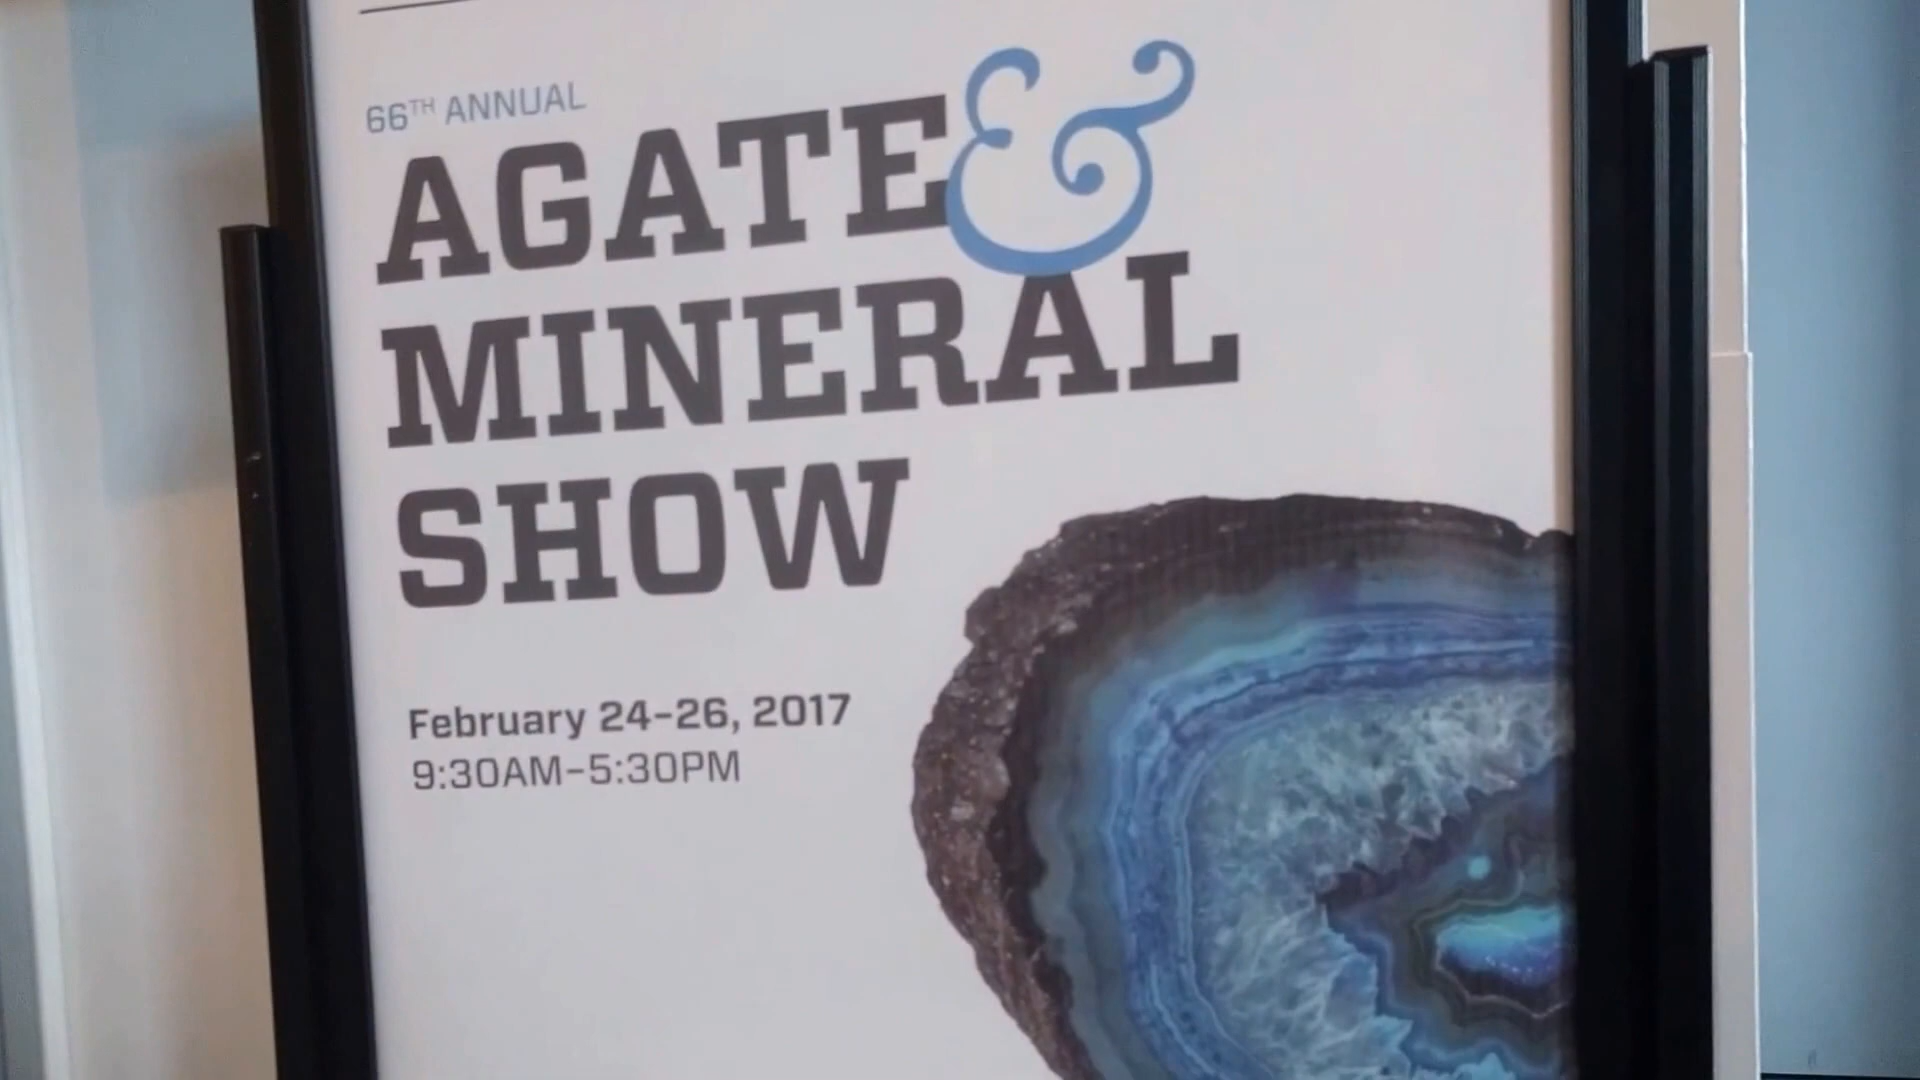 66TH ANNUAL
AGATE &
MINERAL
SHOW
February 24-26, 2017
9:30AM-5:30PM